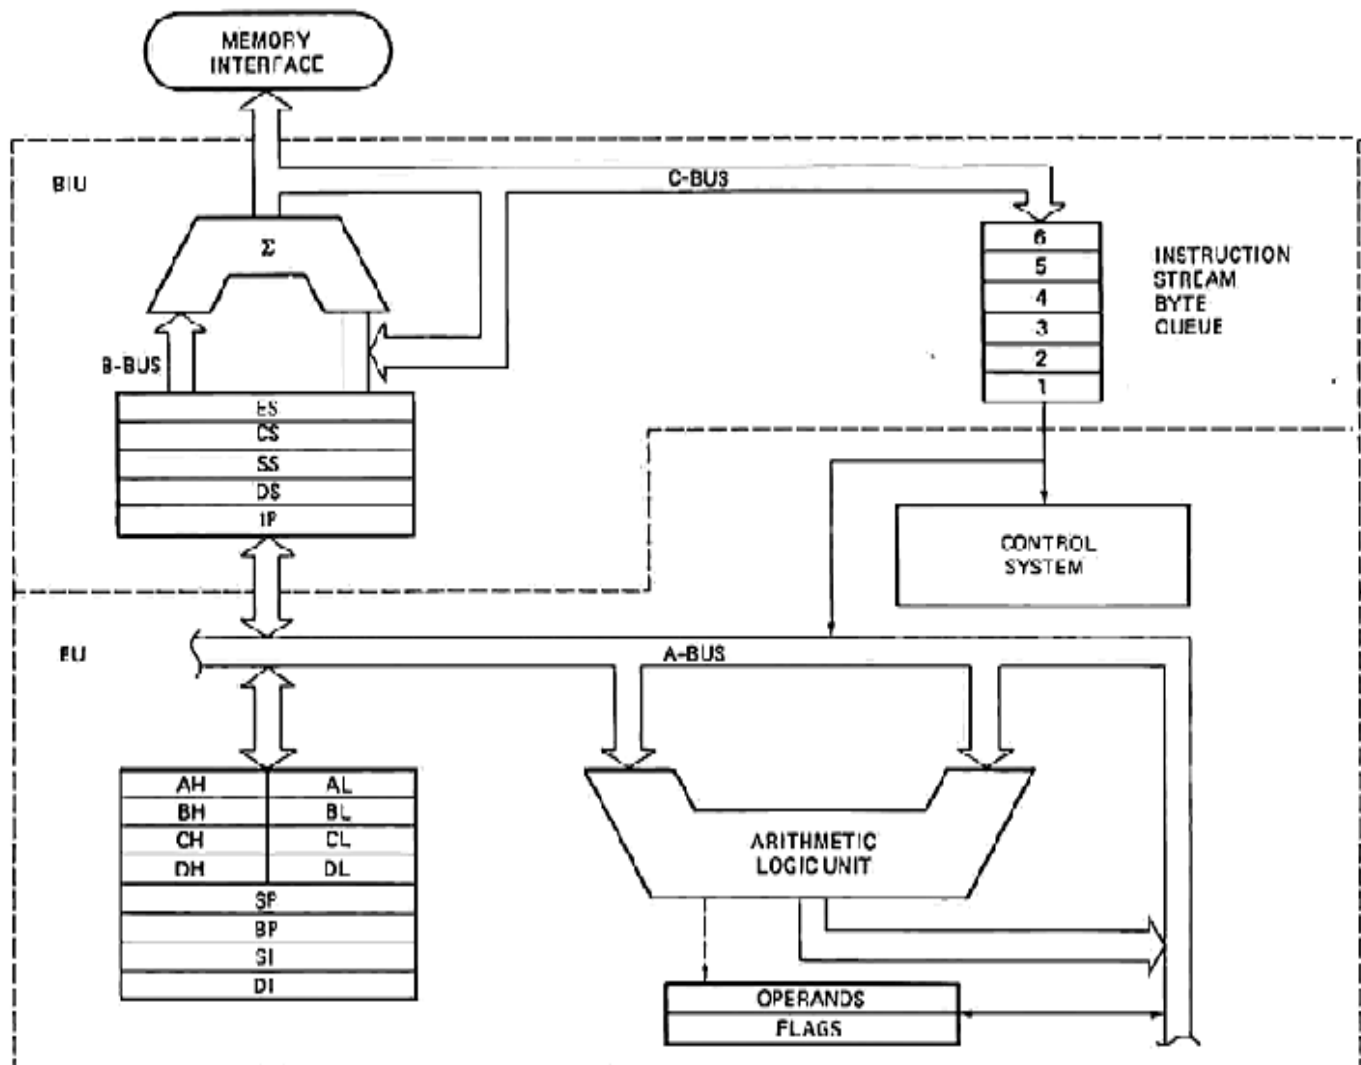 MEMORY
INTERFACE
BIU
C-BUS
Σ
6
5
4
3
2
1
INSTRUCTION
STREAM
BYTE
QUEUE
B-BUS
ES
CS
SS
DS
IP
CONTROL
SYSTEM
EU
A-BUS
AH AL
BH BL
CH CL
DH DL
SP
BP
SI
DI
ARITHMETIC
LOGIC UNIT
OPERANDS
FLAGS